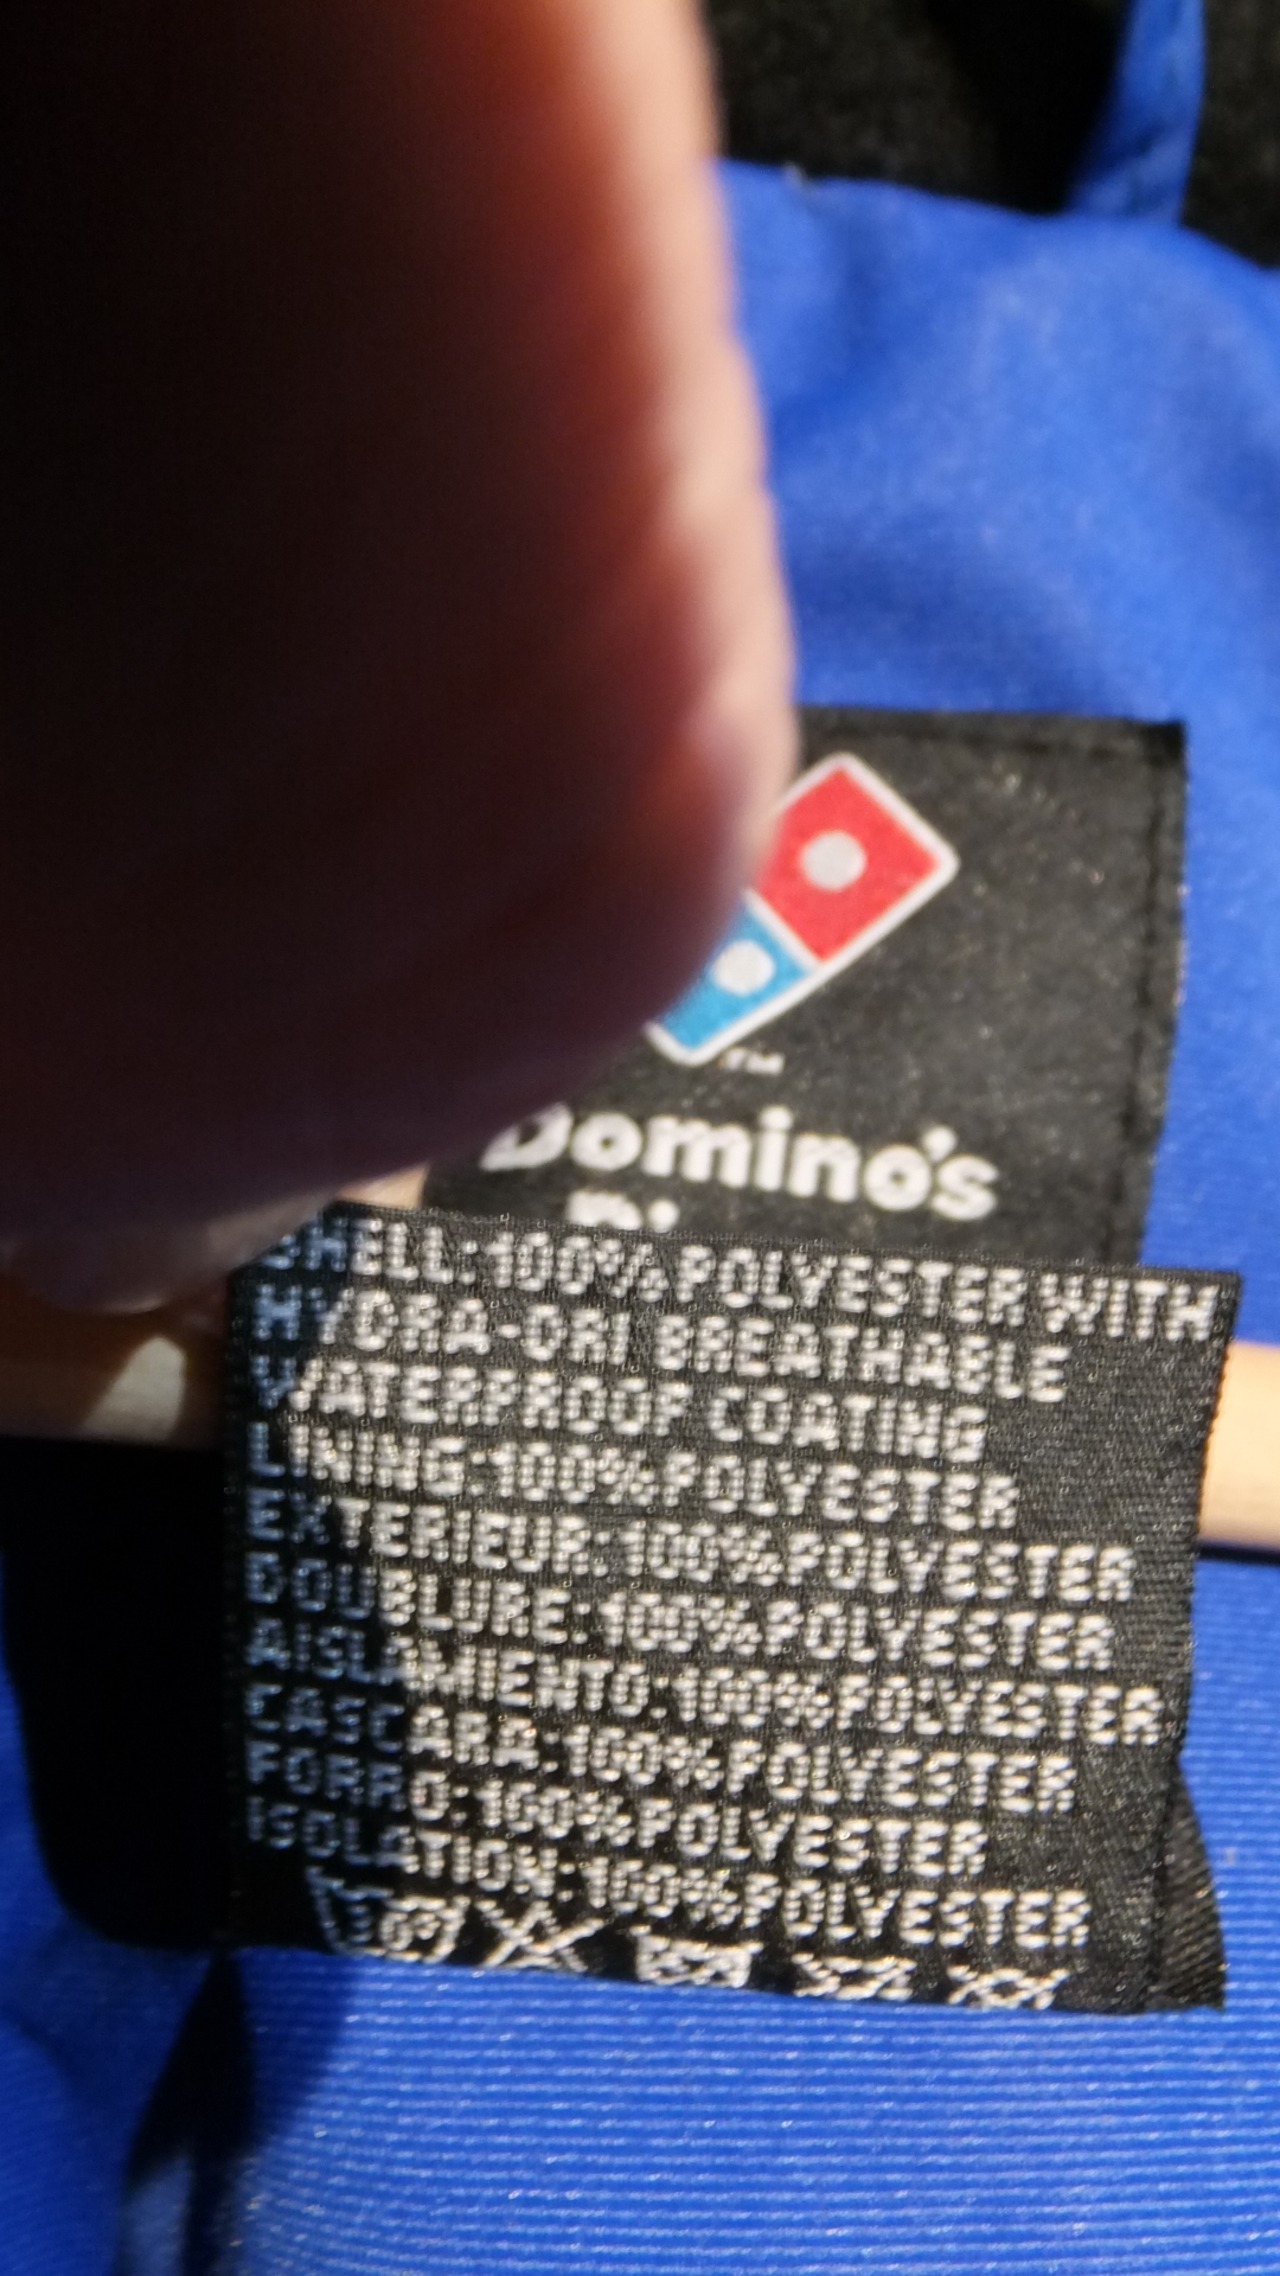 ™
Domino's
SHELL:100%POLYESTER WITH
HYDRA-DRI BREATHABLE
WATERPROOF COATING
LINING:100%POLYESTER
EXTERIEUR:100%POLYESTER
DOUBLURE:100%POLYESTER
AISLAMIENTO:100%POLYESTER
CASCARA:100%POLYESTER
FORRO:100%POLYESTER
ISOLATION:100%POLYESTER